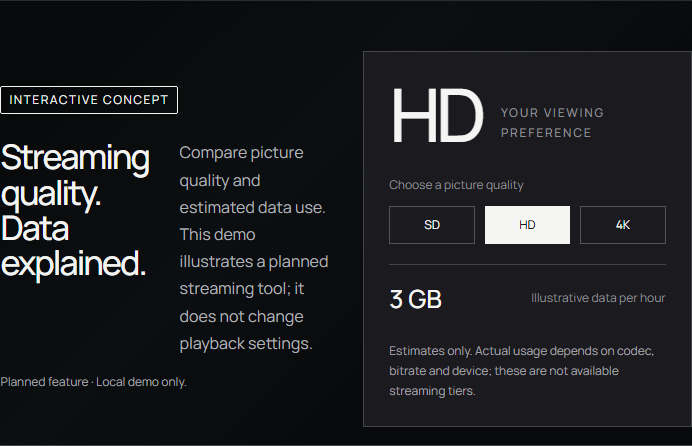 INTERACTIVE CONCEPT
Streaming
quality.
Data
explained.
Compare picture
quality and
estimated data use.
This demo
illustrates a planned
streaming tool; it
does not change
playback settings.
Planned feature · Local demo only.
HD
YOUR VIEWING
PREFERENCE
Choose a picture quality
SD
HD
4K
3 GB
Illustrative data per hour
Estimates only. Actual usage depends on codec,
bitrate and device; these are not available
streaming tiers.